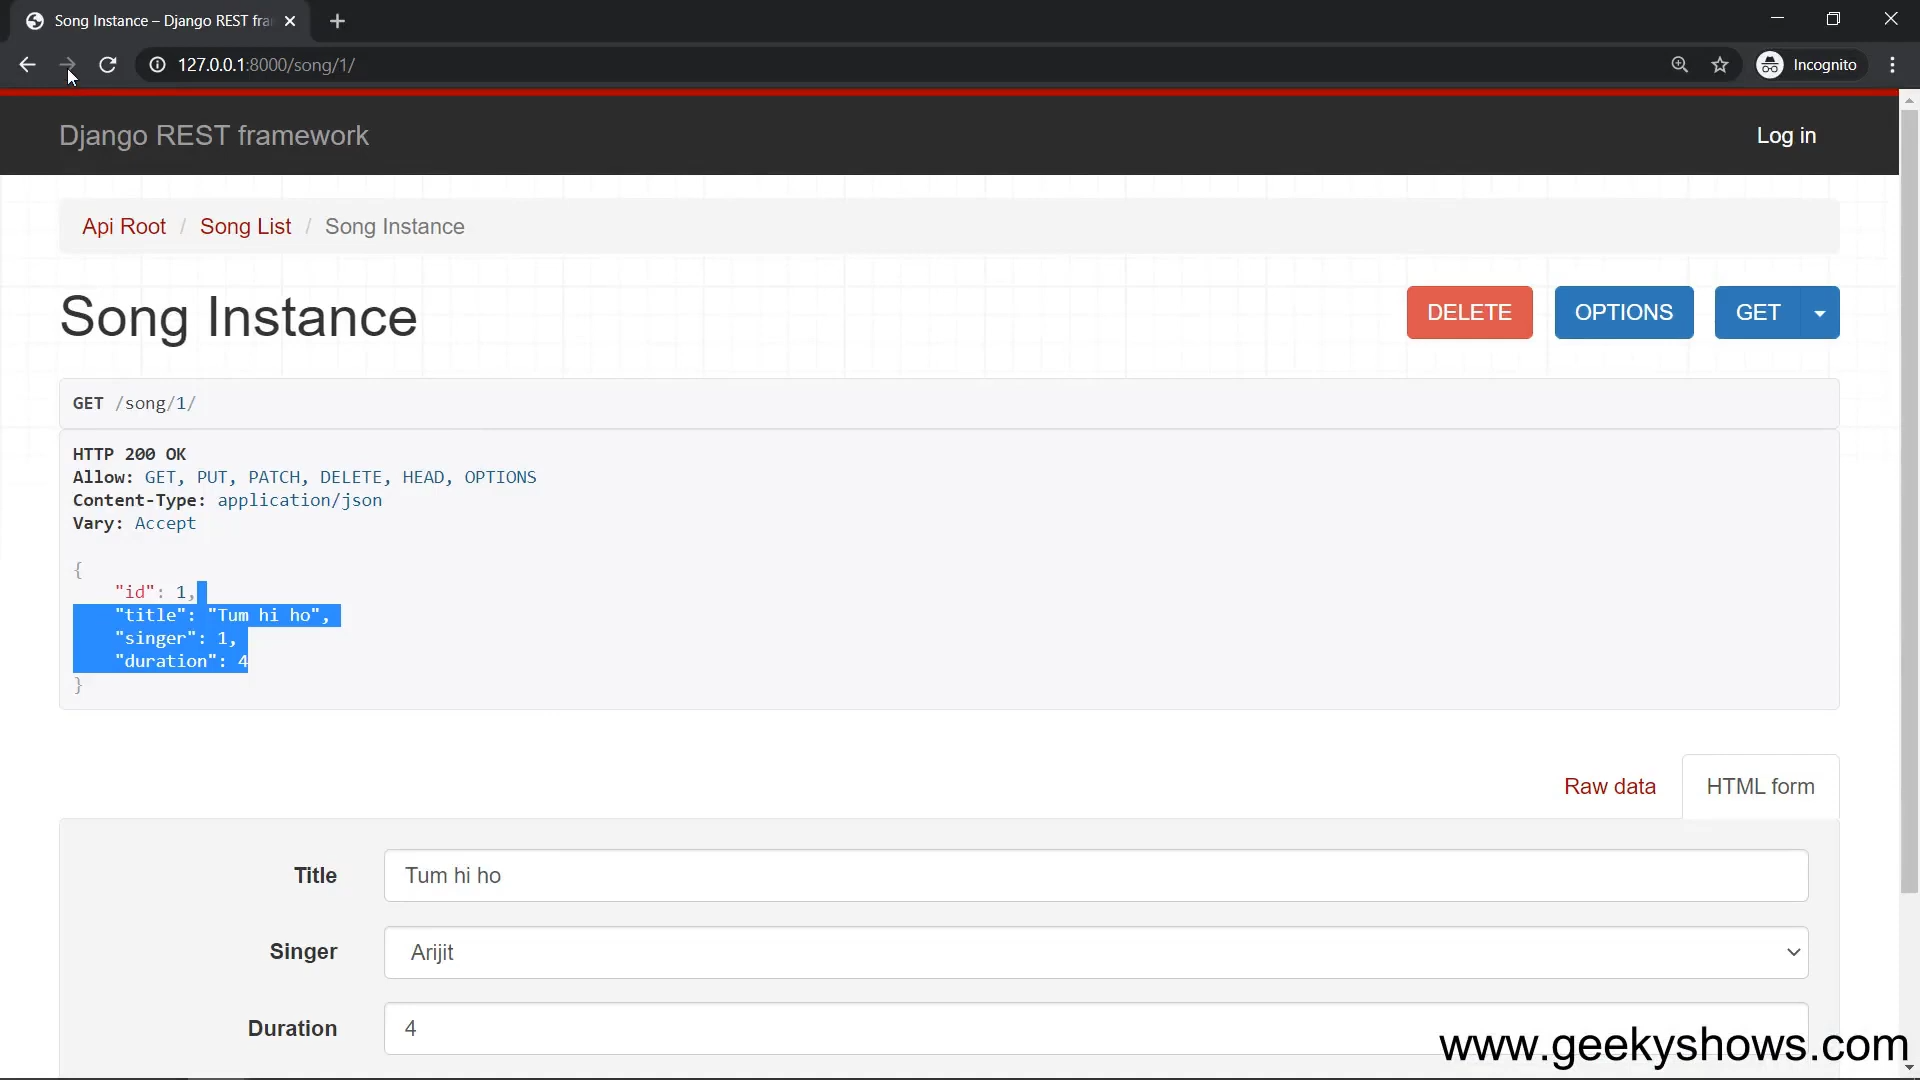 Song Instance – Django REST fra
127.0.0.1:8000/song/1/
Incognito
Django REST framework
Log in
Api Root / Song List / Song Instance
Song Instance
DELETE
OPTIONS
GET
GET /song/1/
HTTP 200 OK
Allow: GET, PUT, PATCH, DELETE, HEAD, OPTIONS
Content-Type: application/json
Vary: Accept
{
"id": 1,
"title": "Tum hi ho",
"singer": 1,
"duration": 4
}
Raw data
HTML form
Title
Tum hi ho
Singer
Arijit
Duration
4
www.geekyshows.com